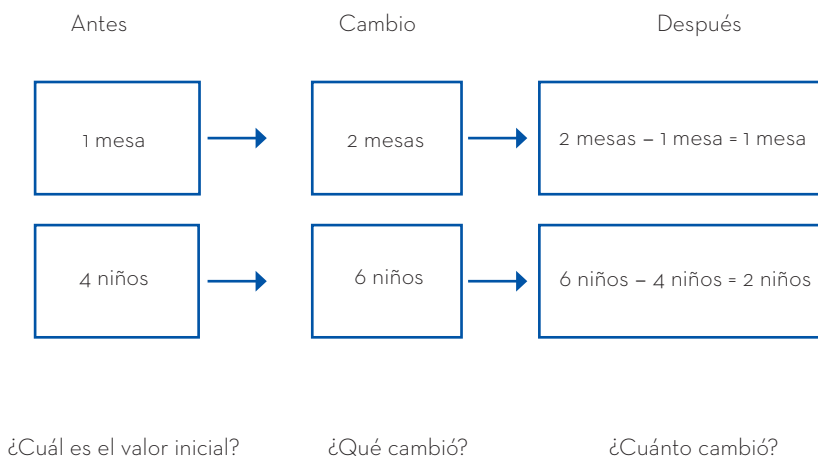 Antes Cambio Después
1 mesa 2 mesas 2 mesas – 1 mesa = 1 mesa
4 niños 6 niños 6 niños – 4 niños = 2 niños
¿Cuál es el valor inicial? ¿Qué cambió? ¿Cuánto cambió?